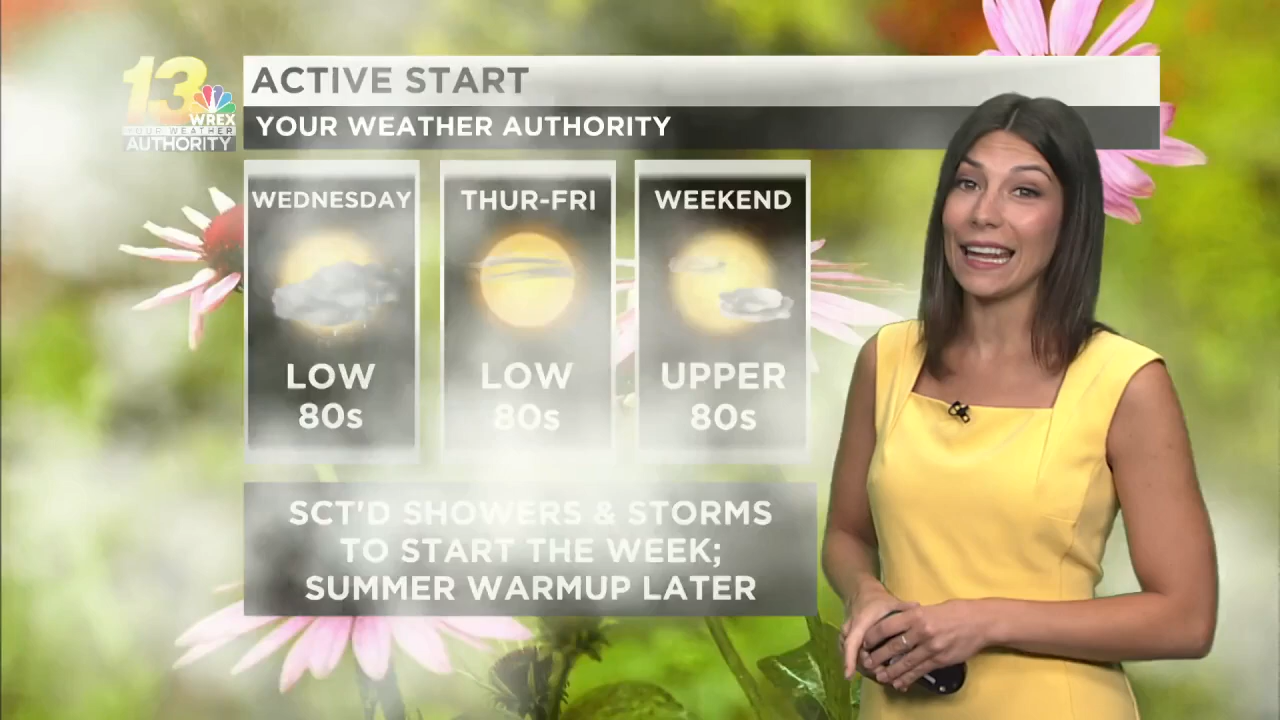 13
WREX
YOUR WEATHER
AUTHORITY
ACTIVE START
YOUR WEATHER AUTHORITY
WEDNESDAY
LOW
80s
THUR-FRI
LOW
80s
WEEKEND
UPPER
80s
SCT'D SHOWERS & STORMS
TO START THE WEEK;
SUMMER WARMUP LATER